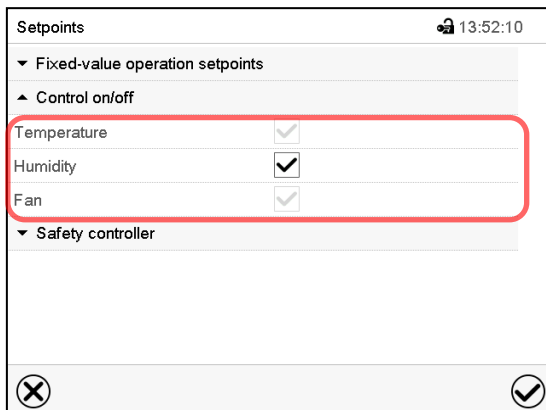 Setpoints 13:52:10
Fixed-value operation setpoints
Control on/off
Temperature
Humidity
Fan
Safety controller